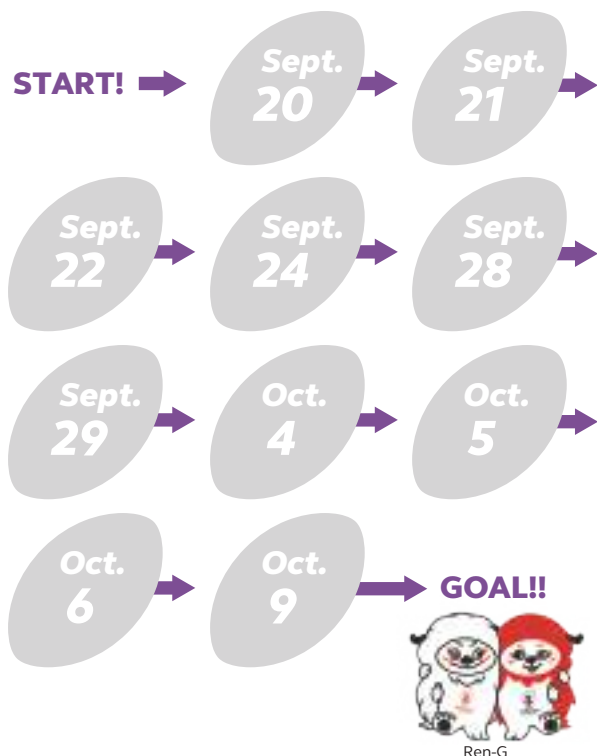 START!
Sept.
20
Sept.
21
Sept.
22
Sept.
24
Sept.
28
Sept.
29
Oct.
4
Oct.
5
Oct.
6
Oct.
9
GOAL!!
Ren-G